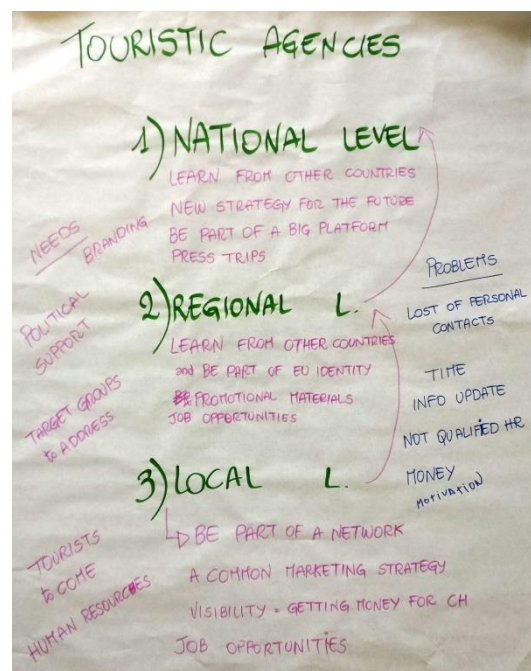 TOURISTIC AGENCIES
1) NATIONAL LEVEL
LEARN FROM OTHER COUNTRIES
NEW STRATEGY FOR THE FUTURE
BE PART OF A BIG PLATFORM
PRESS TRIPS
2) REGIONAL L.
LEARN FROM OTHER COUNTRIES
and BE PART OF EU IDENTITY
PROMOTIONAL MATERIALS
JOB OPPORTUNITIES
3) LOCAL L.
BE PART OF A NETWORK
A COMMON MARKETING STRATEGY
VISIBILITY = GETTING MONEY FOR CH
JOB OPPORTUNITIES
NEEDS
BRANDING
POLITICAL
SUPPORT
TARGET GROUPS
to ADDRESS
TOURISTS
to COME
HUMAN RESOURCHES
PROBLEMS
LOST OF PERSONAL
CONTACTS
TIME
INFO UPDATE
NOT QUALIFIED HR
MONEY
MOTIVATION